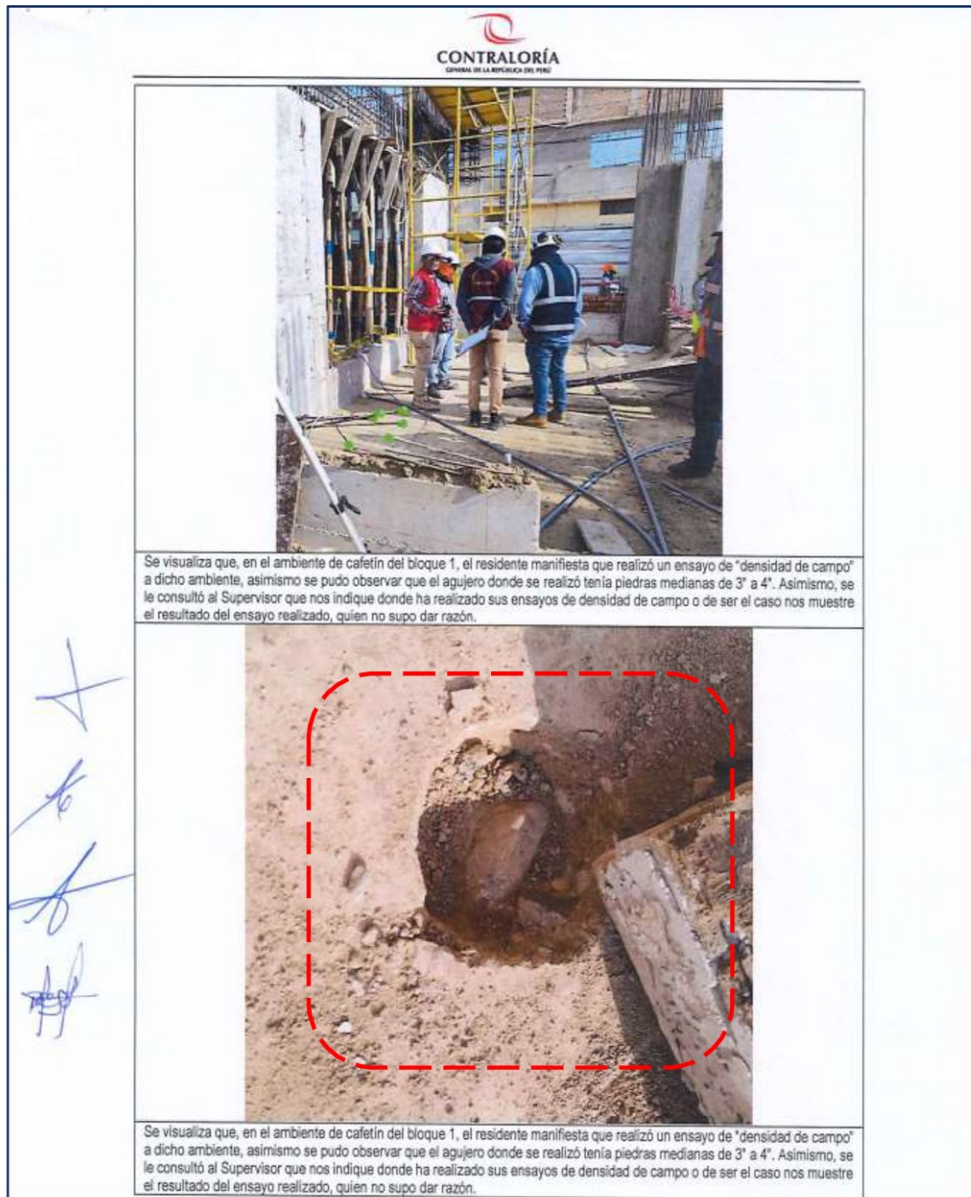 CONTRALORÍA
GENERAL DE LA REPÚBLICA DEL PERÚ
Se visualiza que, en el ambiente de cafetín del bloque 1, el residente manifiesta que realizó un ensayo de "densidad de campo"
a dicho ambiente, asimismo se pudo observar que el agujero donde se realizó tenía piedras medianas de 3" a 4". Asimismo, se
le consultó al Supervisor que nos indique donde ha realizado sus ensayos de densidad de campo o de ser el caso nos muestre
el resultado del ensayo realizado, quien no supo dar razón.
Se visualiza que, en el ambiente de cafetín del bloque 1, el residente manifiesta que realizó un ensayo de "densidad de campo"
a dicho ambiente, asimismo se pudo observar que el agujero donde se realizó tenía piedras medianas de 3" a 4". Asimismo, se
le consultó al Supervisor que nos indique donde ha realizado sus ensayos de densidad de campo o de ser el caso nos muestre
el resultado del ensayo realizado, quien no supo dar razón.